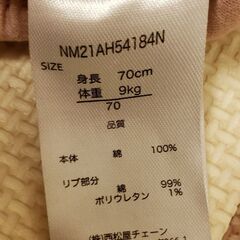 NM21AH54184N
SIZE
身長 70cm
体重 9kg
70
品質
本体 綿 100%
リブ部分 綿 99%
ポリウレタン 1%
(株)西松屋チェーン